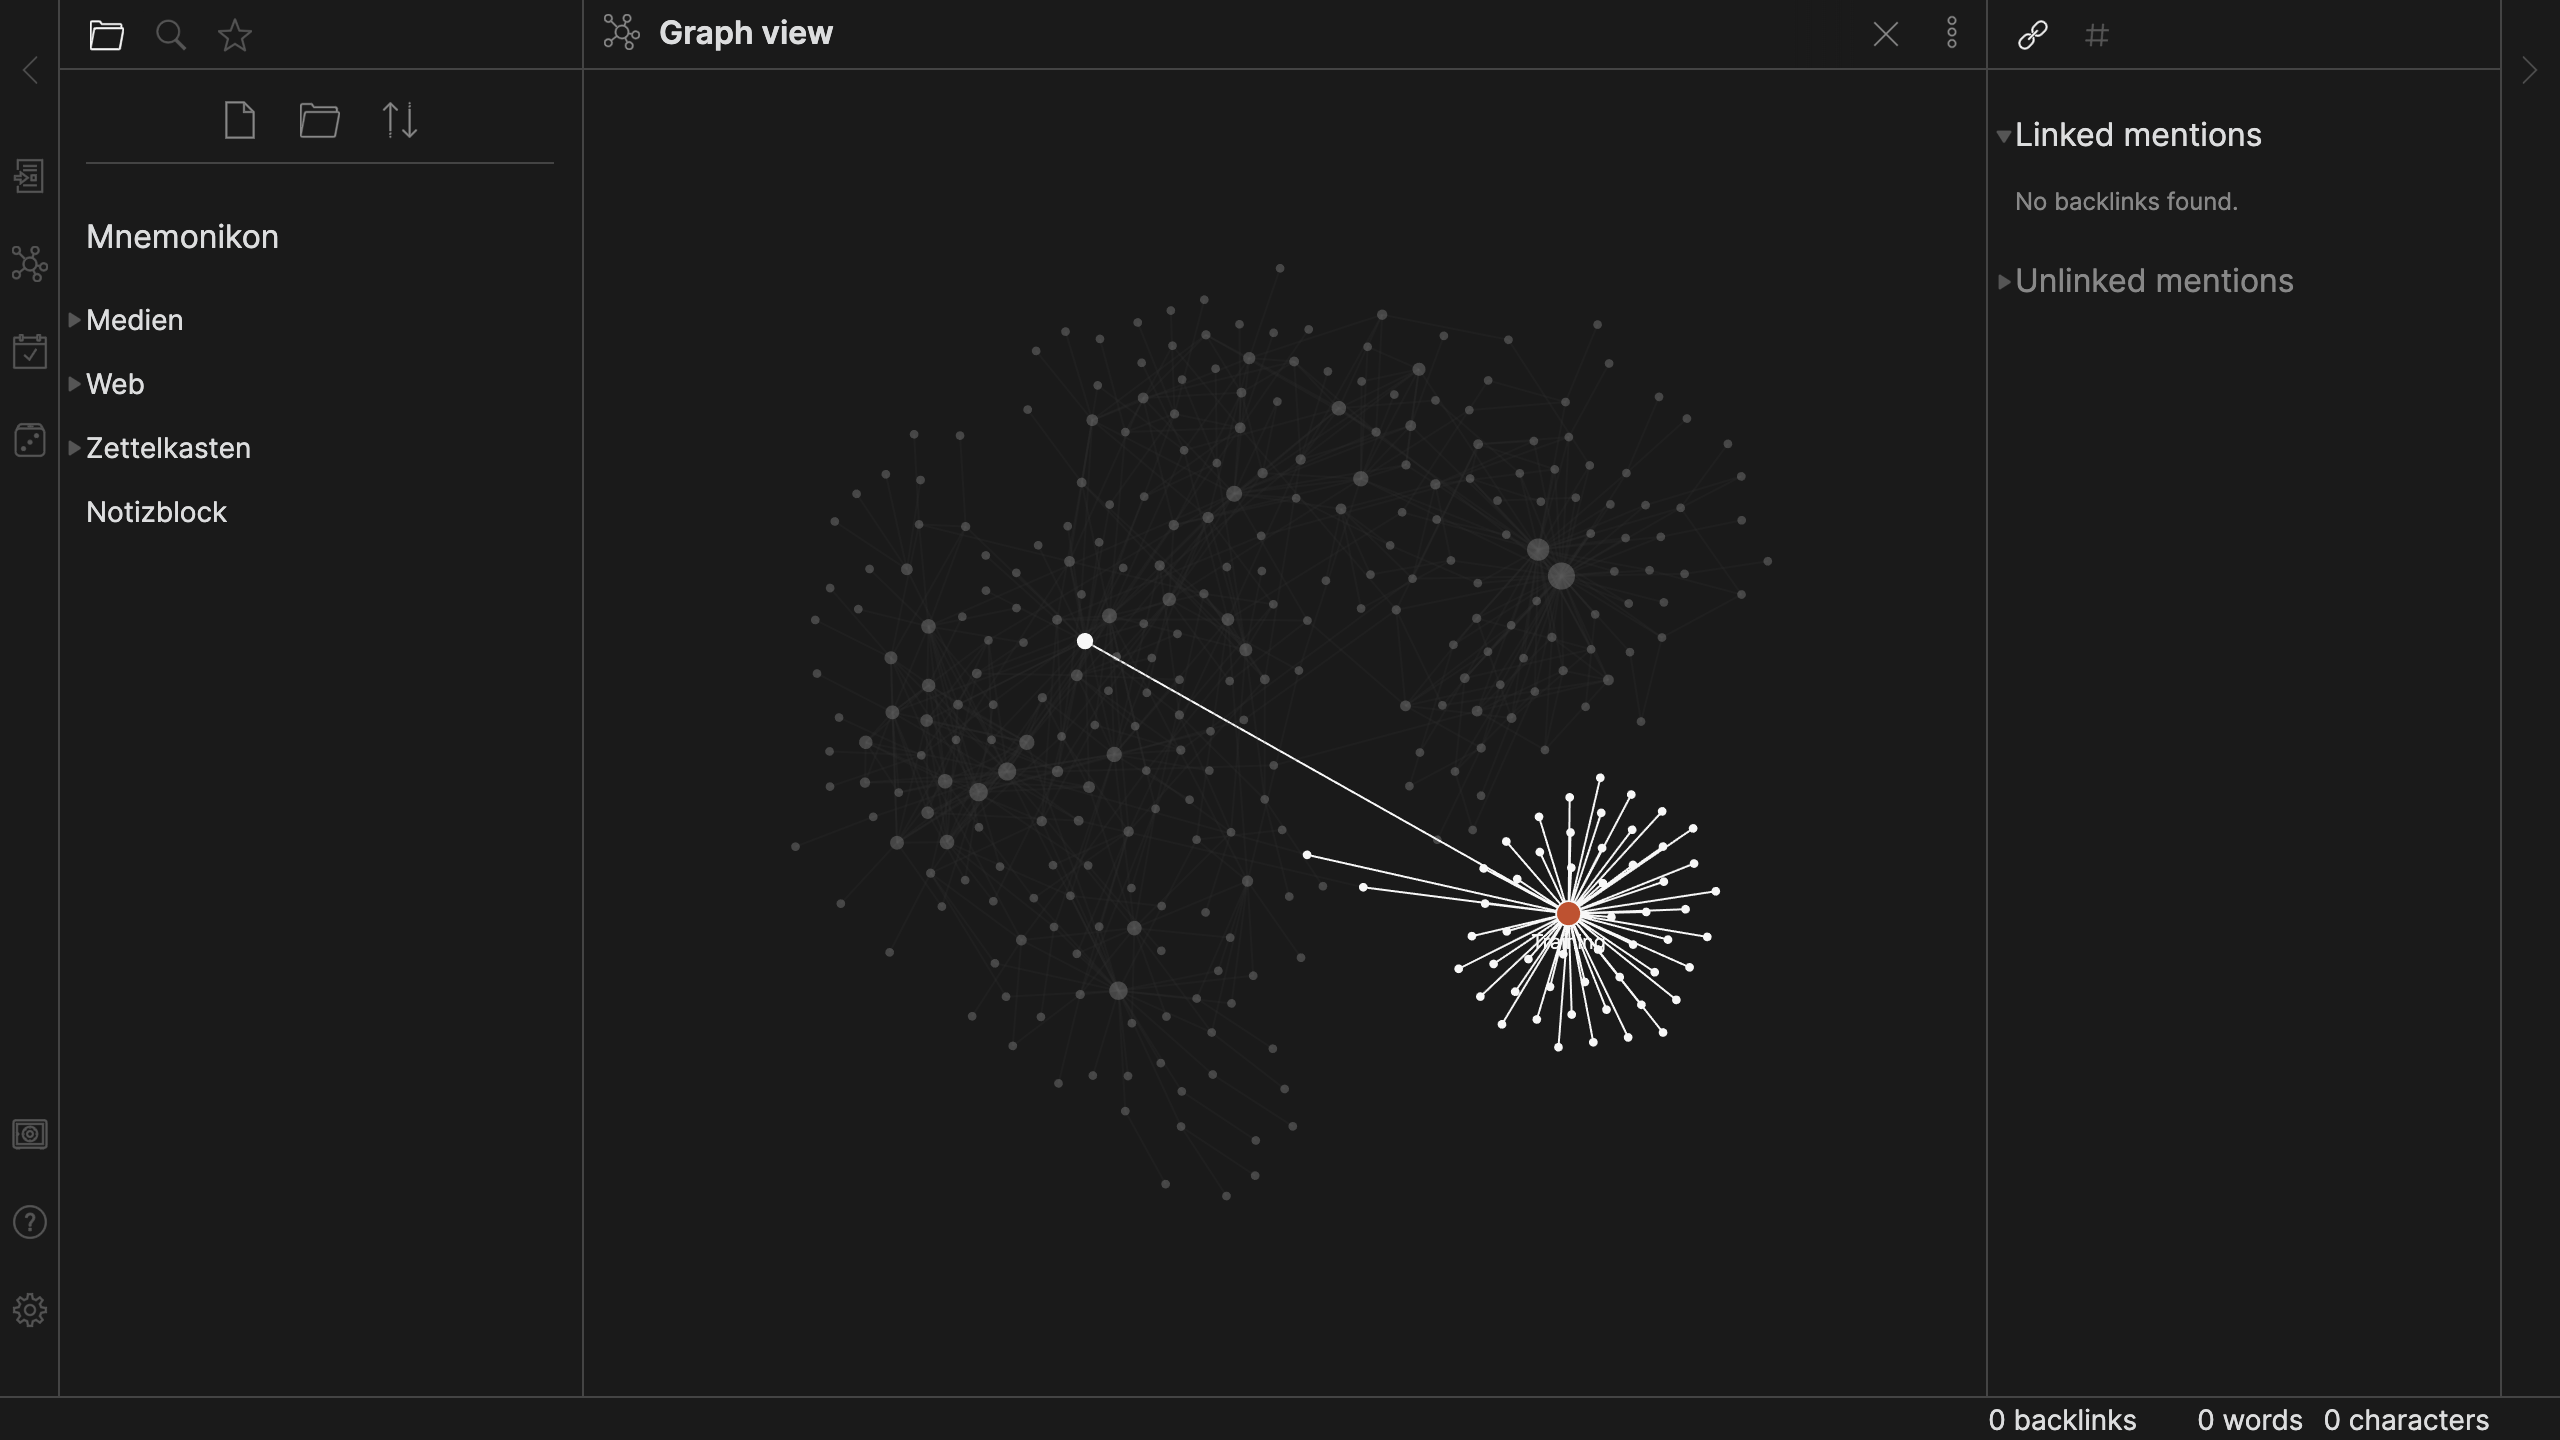 Graph view
Mnemonikon
Medien
Web
Zettelkasten
Notizblock
Training
Linked mentions
No backlinks found.
Unlinked mentions
0 backlinks 0 words 0 characters